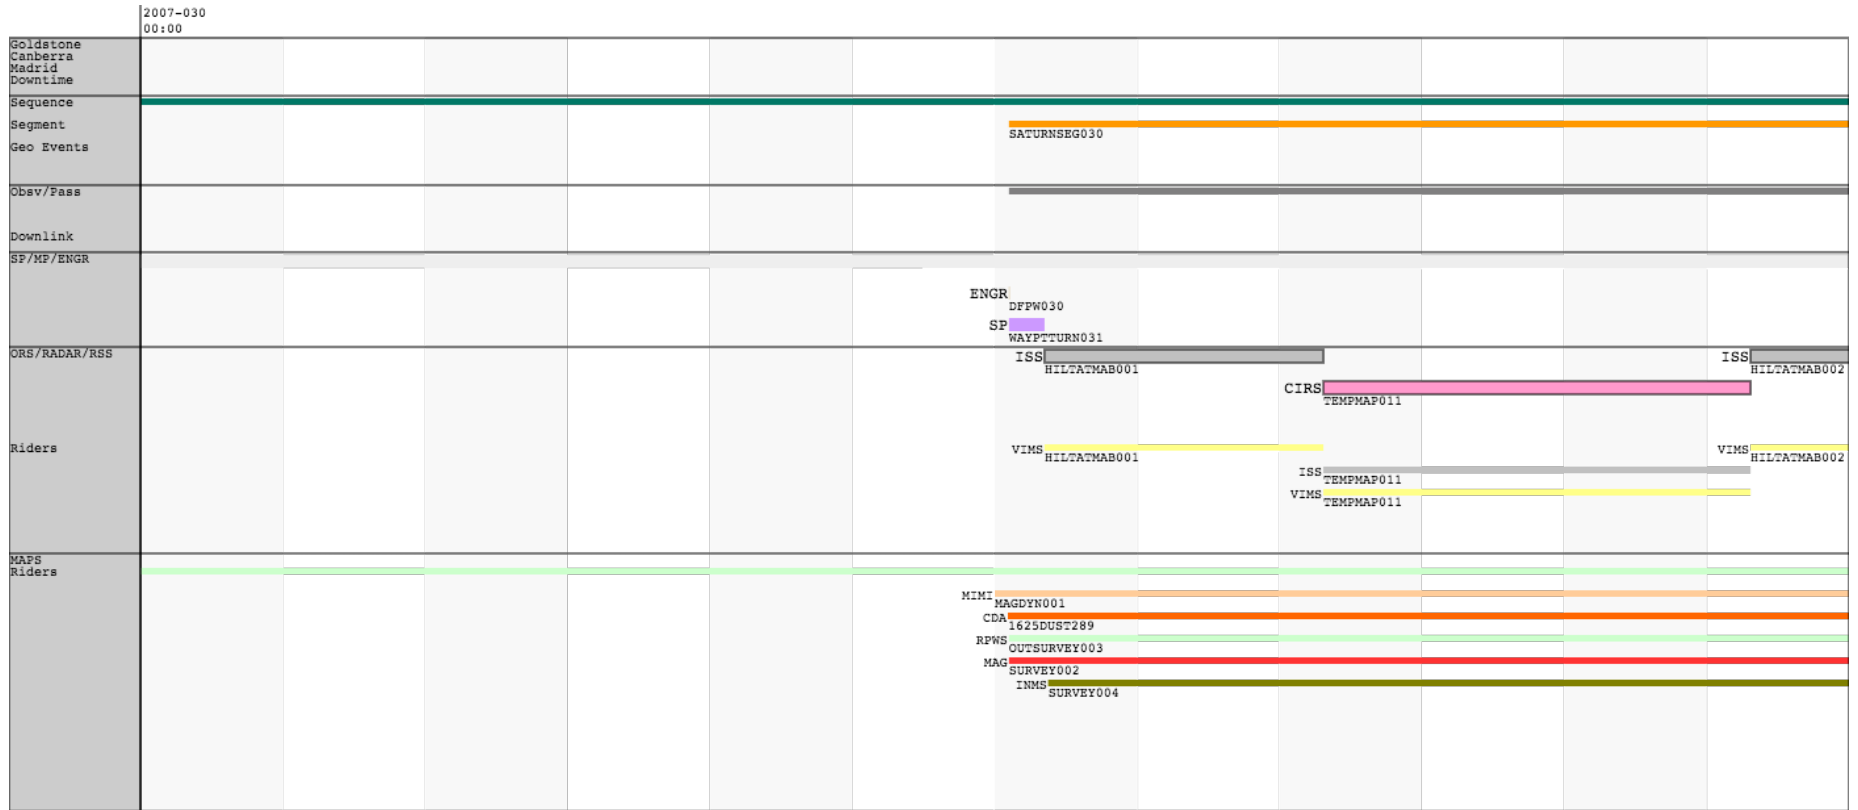 2007-030
00:00
Goldstone
Canberra
Madrid
Downtime
Sequence
Segment
SATURNSEG030
Geo Events
Obsv/Pass
Downlink
SP/MP/ENGR
ENGR
DFPW030
SP
WAYPTTURN031
ORS/RADAR/RSS
ISS
HILTATMAB001
ISS
HILTATMAB002
CIRS
TEMPMAP011
Riders
VIMS
HILTATMAB001
VIMS
HILTATMAB002
ISS
TEMPMAP011
VIMS
TEMPMAP011
MAPS
Riders
MIMI
MAGDYN001
CDA
1625DUST289
RPWS
OUTSURVEY003
MAG
SURVEY002
INMS
SURVEY004